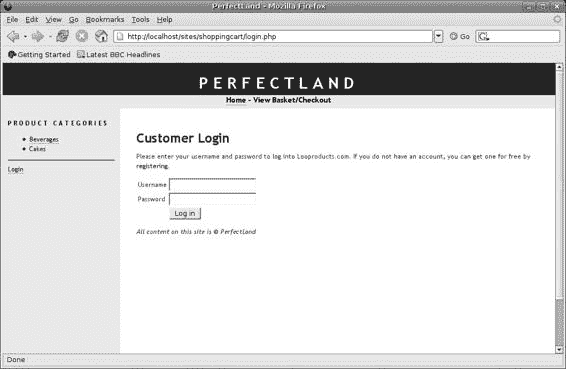 PerfectLand - Mozilla Firefox
File Edit View Go Bookmarks Tools Help
http://localhost/sites/shoppingcart/login.php
Go
Getting Started Latest BBC Headlines
PERFECTLAND
Home - View Basket/Checkout
PRODUCT CATEGORIES
Beverages
Cakes
Login
Customer Login
Please enter your username and password to log into Looproducts.com. If you do not have an account, you can get one for free by
registering.
Username
Password
Log in
All content on this site is © PerfectLand
Done